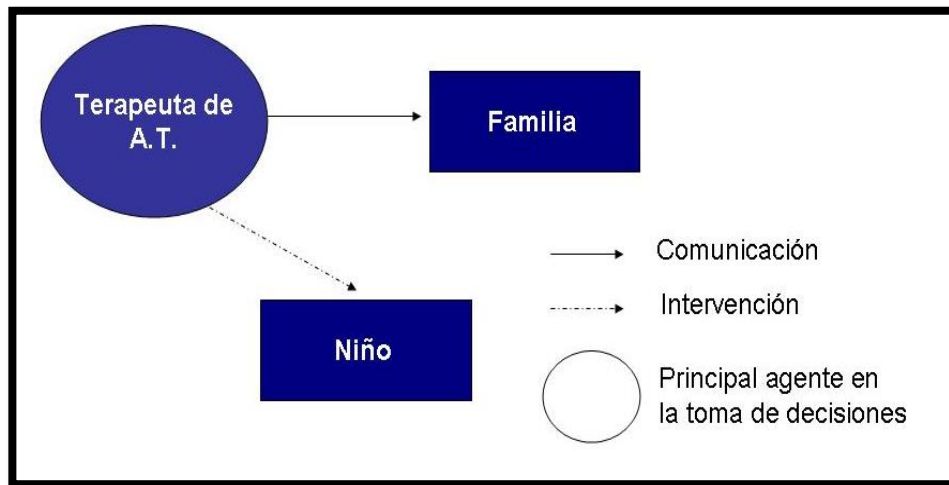 Terapeuta de
A.T.
Familia
Niño
Comunicación
Intervención
Principal agente en
la toma de decisiones